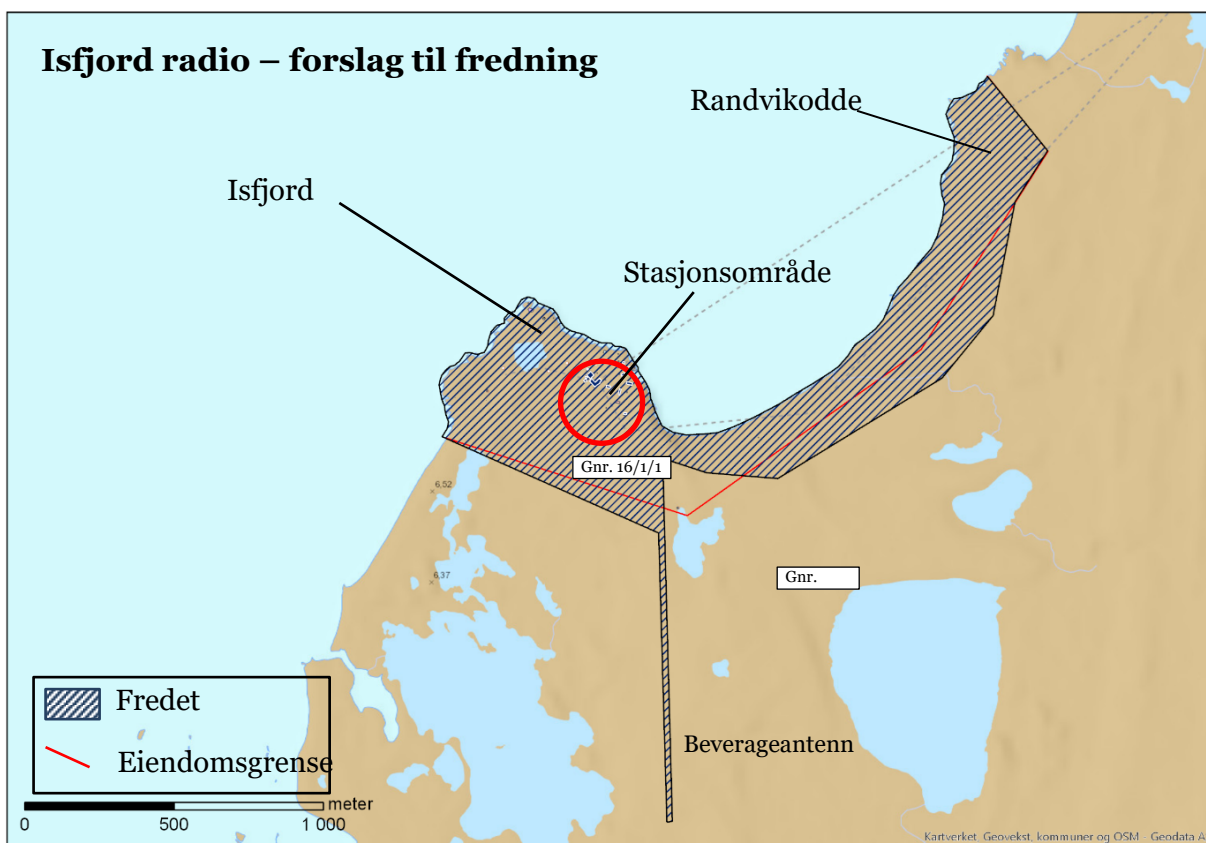 Isfjord radio – forslag til fredning
Randvikodde
Isfjord
Stasjonsområde
Gnr. 16/1/1
6,52
Gnr.
6,37
Fredet
Eiendomsgrense
Beverageantenn
meter
0 500 1 000
Kartverket, Geovekst, kommuner og OSM - Geodata A